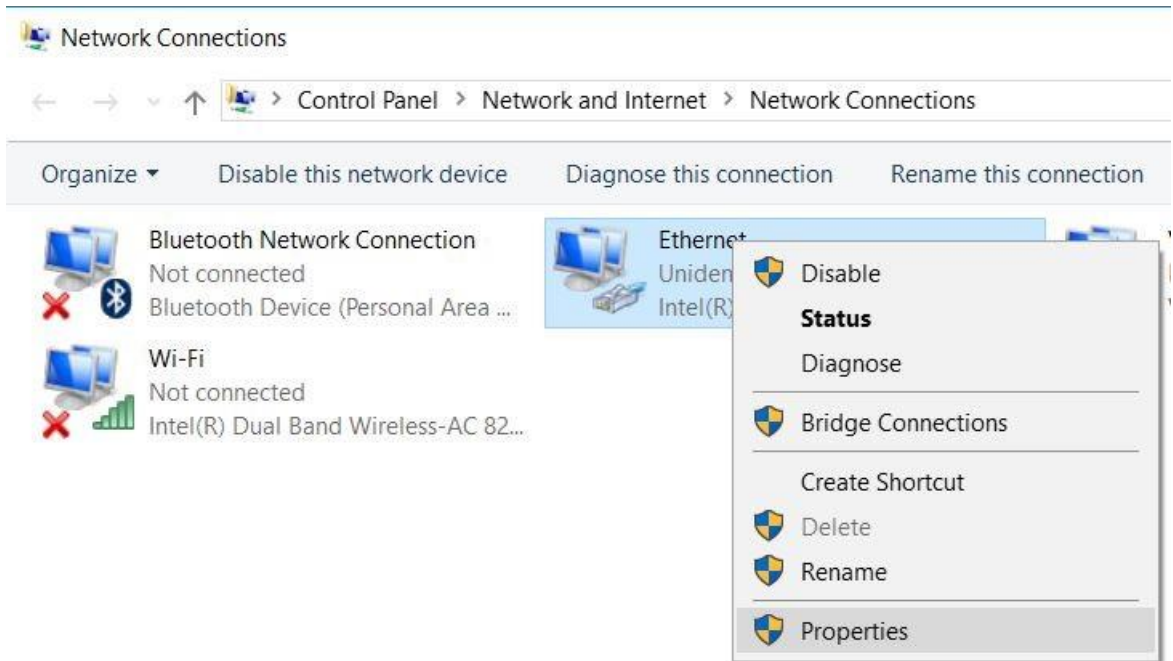 Network Connections
Control Panel > Network and Internet > Network Connections
Organize Disable this network device Diagnose this connection Rename this connection
Bluetooth Network Connection
Not connected
Bluetooth Device (Personal Area ...
Wi-Fi
Not connected
Intel(R) Dual Band Wireless-AC 82...
Ethernet
Uniden
Intel(R)
Disable
Status
Diagnose
Bridge Connections
Create Shortcut
Delete
Rename
Properties